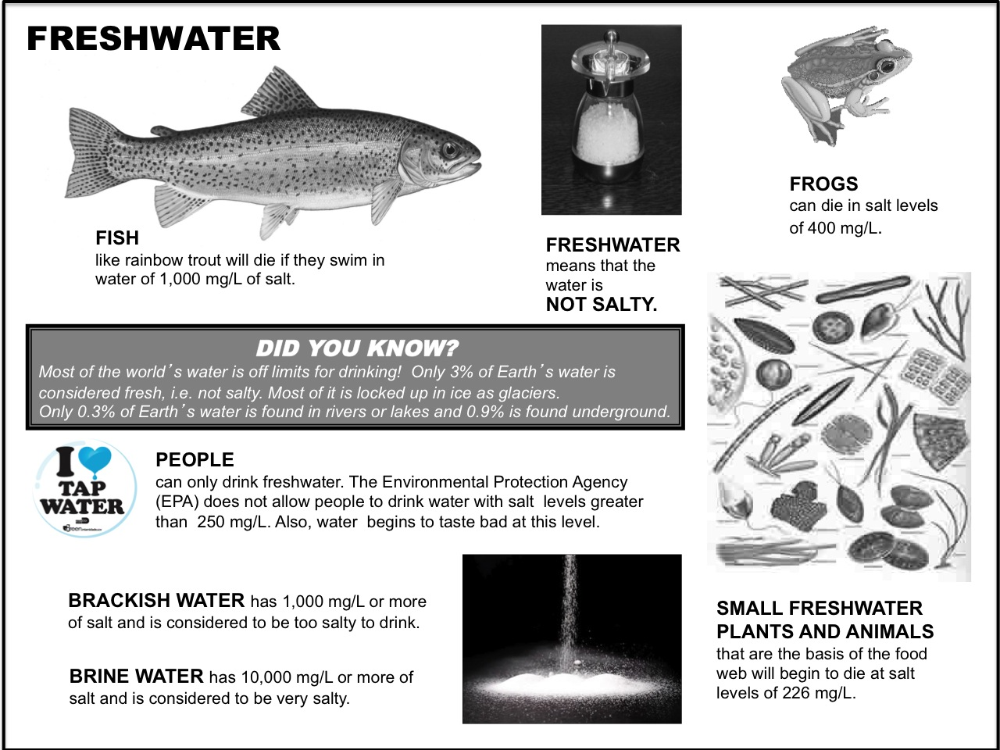 FRESHWATER
FISH
like rainbow trout will die if they swim in
water of 1,000 mg/L of salt.
FRESHWATER
means that the
water is
NOT SALTY.
FROGS
can die in salt levels
of 400 mg/L.
DID YOU KNOW?
Most of the world’s water is off limits for drinking!  Only 3% of Earth’s water is
considered fresh, i.e. not salty. Most of it is locked up in ice as glaciers.
Only 0.3% of Earth’s water is found in rivers or lakes and 0.9% is found underground.
I
TAP
WATER
PEOPLE
can only drink freshwater. The Environmental Protection Agency
(EPA) does not allow people to drink water with salt  levels greater
than  250 mg/L. Also, water  begins to taste bad at this level.
BRACKISH WATER has 1,000 mg/L or more
of salt and is considered to be too salty to drink.
BRINE WATER has 10,000 mg/L or more of
salt and is considered to be very salty.
SMALL FRESHWATER
PLANTS AND ANIMALS
that are the basis of the food
web will begin to die at salt
levels of 226 mg/L.